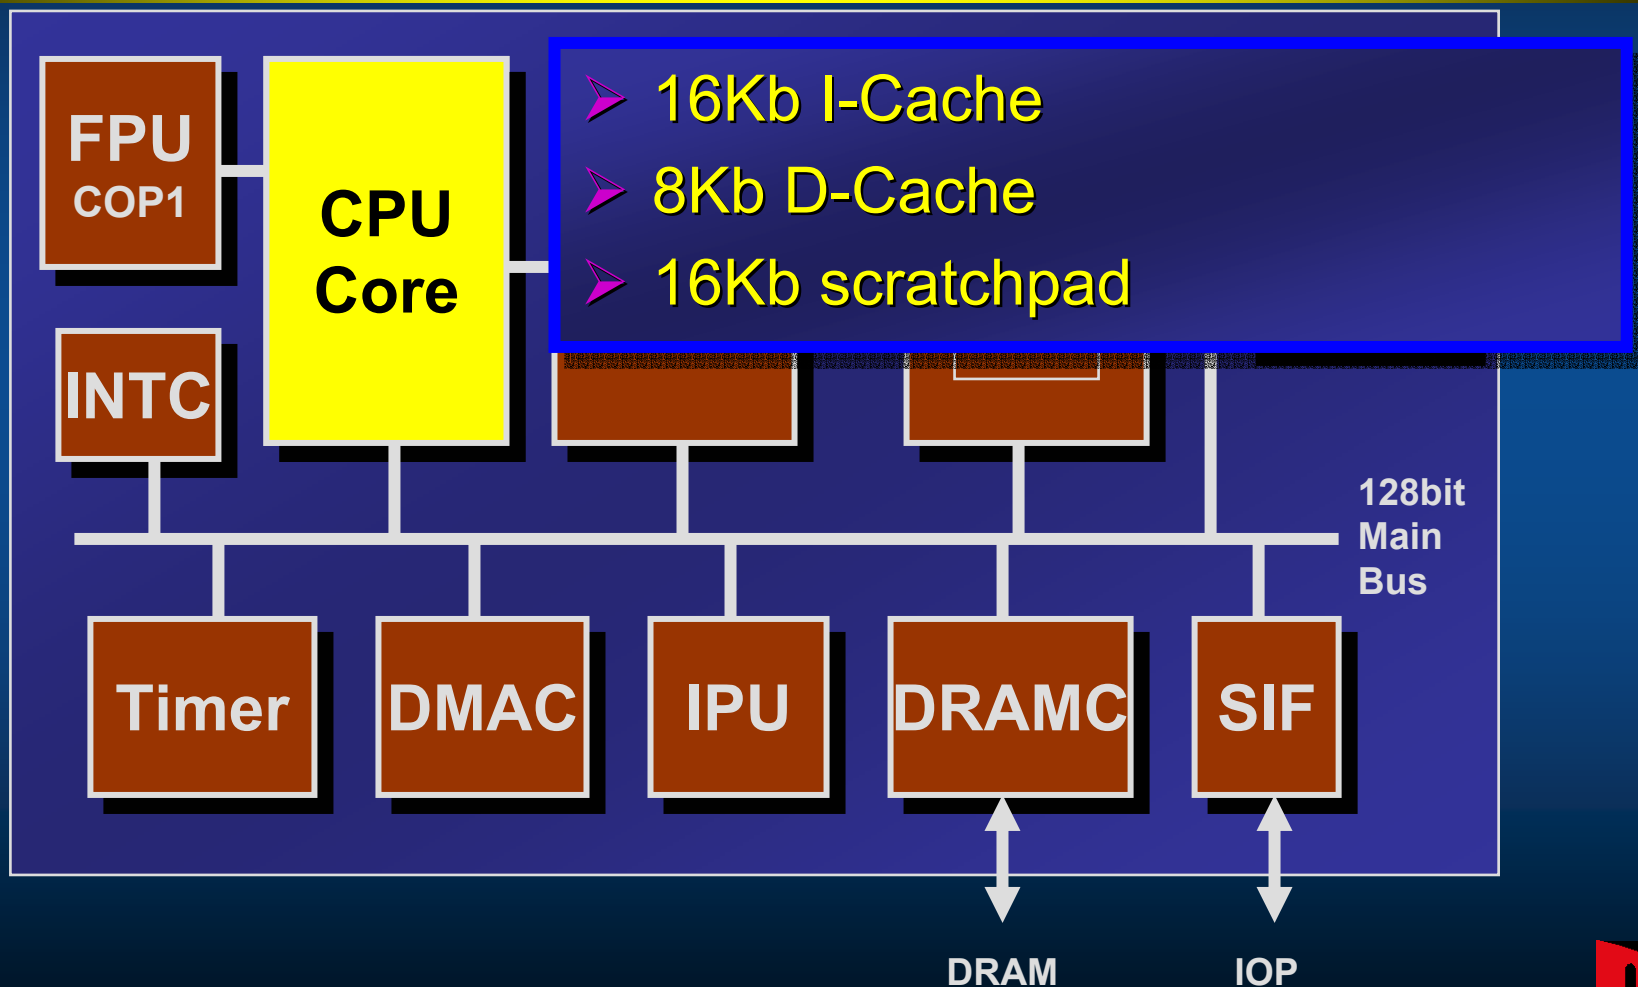 FPU
COP1
CPU
Core
16Kb I-Cache
8Kb D-Cache
16Kb scratchpad
INTC
128bit
Main
Bus
Timer
DMAC
IPU
DRAMC
SIF
DRAM
IOP